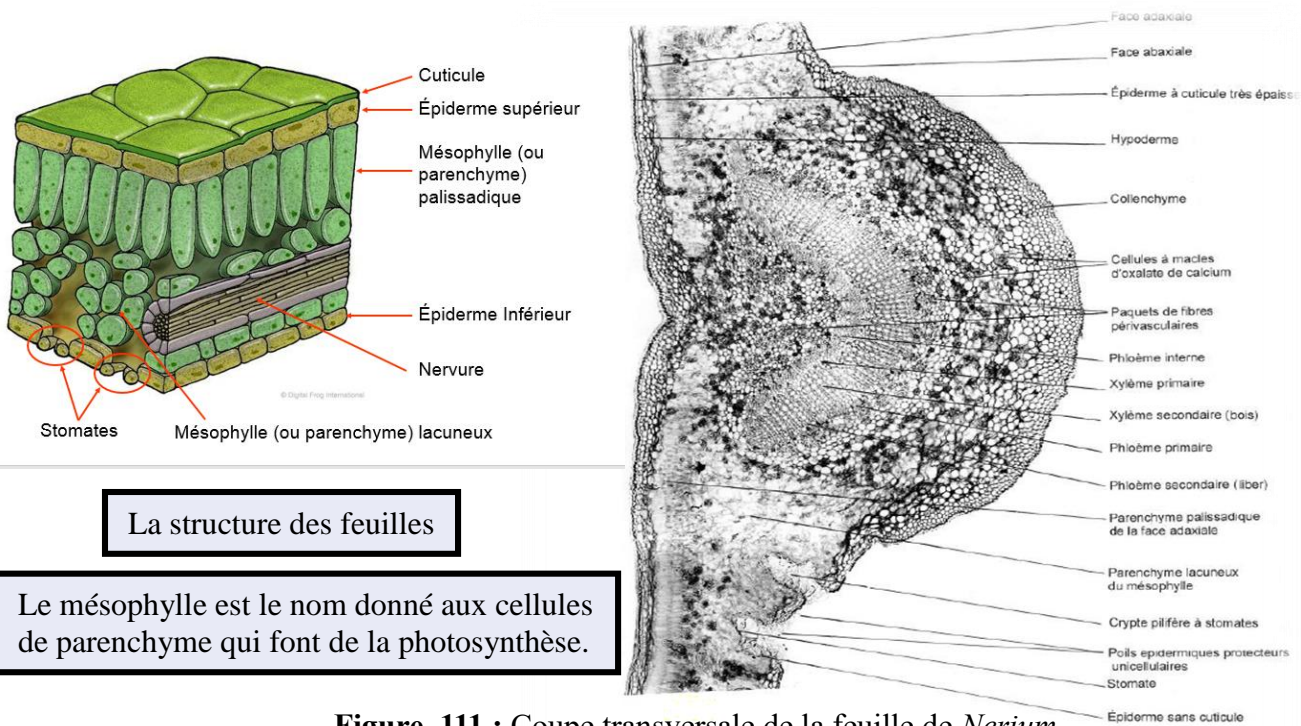 Cuticule
Épiderme supérieur
Mésophylle (ou
parenchyme)
palissadique
Épiderme Inférieur
Nervure
© Digital Frog International
Stomates
Mésophylle (ou parenchyme) lacuneux
La structure des feuilles
Le mésophylle est le nom donné aux cellules
de parenchyme qui font de la photosynthèse.
Face adaxiale
Face abaxiale
Épiderme à cuticule très épaisse
Hypoderme
Collenchyme
Cellules à macles
d'oxalate de calcium
Paquets de fibres
périvasculaires
Phloème interne
Xylème primaire
Xylème secondaire (bois)
Phloème primaire
Phloème secondaire (liber)
Parenchyme palissadique
de la face adaxiale
Parenchyme lacuneux
du mésophylle
Crypte pilifère à stomates
Poils epidermiques protecteurs
unicellulaires
Stomate
Épiderme sans cuticule
Figure 111 : Coupe transversale de la feuille de Nerium